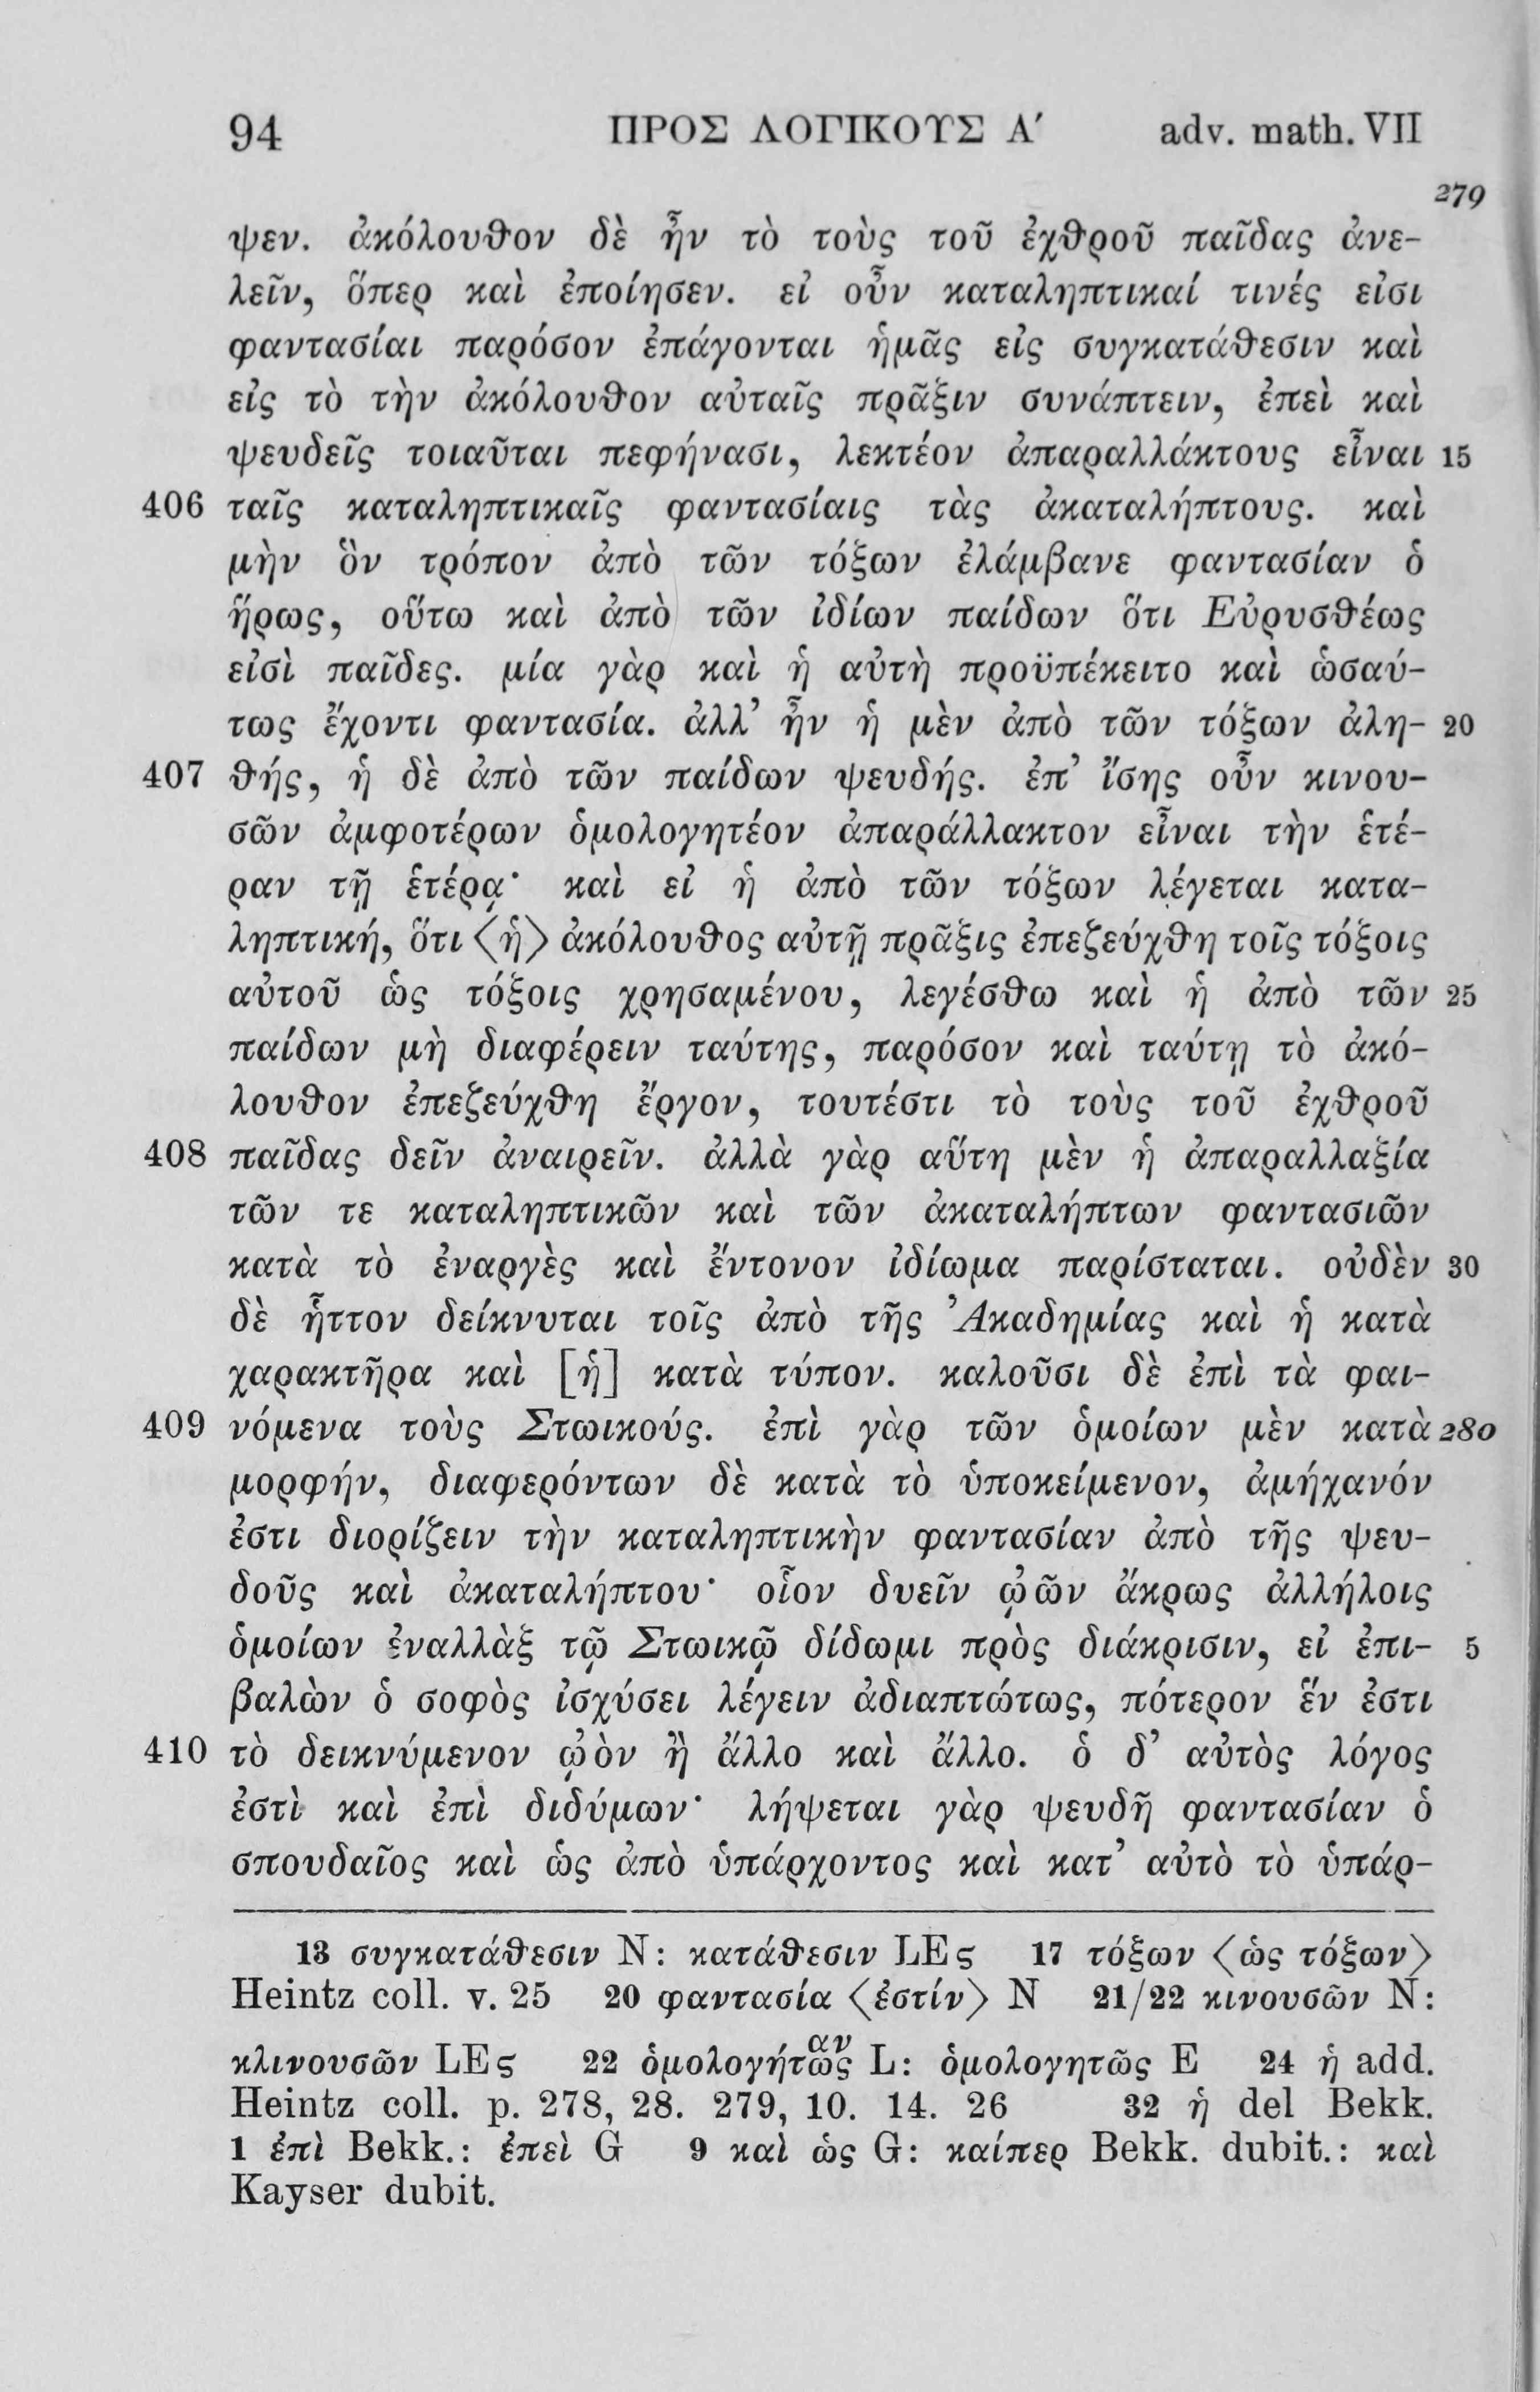 94 ΠΡΟΣ ΛΟΓΙΚΟΥΣ Α′ adv. math. VII
279
ψεν. ἀκόλουθον δὲ ἦν τὸ τοὺς τοῦ ἐχθροῦ παῖδας ἀνε-
λεῖν, ὅπερ καὶ ἐποίησεν. εἰ οὖν καταληπτικαί τινές εἰσι
φαντασίαι παρόσον ἐπάγονται ἡμᾶς εἰς συγκατάθεσιν καὶ
εἰς τὸ τὴν ἀκόλουθον αὐταῖς πρᾶξιν συνάπτειν, ἐπεὶ καὶ
ψευδεῖς τοιαῦται πεφήνασι, λεκτέον ἀπαραλλάκτους εἶναι 15
406 ταῖς καταληπτικαῖς φαντασίαις τὰς ἀκαταλήπτους. καὶ
μὴν ὃν τρόπον ἀπὸ τῶν τόξων ἐλάμβανε φαντασίαν ὁ
ἥρως, οὕτω καὶ ἀπὸ τῶν ἰδίων παίδων ὅτι Εὐρυσθέως
εἰσὶ παῖδες. μία γὰρ καὶ ἡ αὐτὴ προϋπέκειτο καὶ ὡσαύ-
τως ἔχοντι φαντασία. ἀλλ’ ἦν ἡ μὲν ἀπὸ τῶν τόξων ἀλη- 20
407 θής, ἡ δὲ ἀπὸ τῶν παίδων ψευδής. ἐπ’ ἴσης οὖν κινου-
σῶν ἀμφοτέρων ὁμολογητέον ἀπαράλλακτον εἶναι τὴν ἑτέ-
ραν τῇ ἑτέρᾳ· καὶ εἰ ἡ ἀπὸ τῶν τόξων λέγεται κατα-
ληπτική, ὅτι ⟨ἡ⟩ ἀκόλουθος αὐτῇ πρᾶξις ἐπεζεύχθη τοῖς τόξοις
αὐτοῦ ὡς τόξοις χρησαμένου, λεγέσθω καὶ ἡ ἀπὸ τῶν 25
παίδων μὴ διαφέρειν ταύτης, παρόσον καὶ ταύτῃ τὸ ἀκό-
λουθον ἐπεζεύχθη ἔργον, τουτέστι τὸ τοὺς τοῦ ἐχθροῦ
408 παῖδας δεῖν ἀναιρεῖν. ἀλλὰ γὰρ αὕτη μὲν ἡ ἀπαραλλαξία
τῶν τε καταληπτικῶν καὶ τῶν ἀκαταλήπτων φαντασιῶν
κατὰ τὸ ἐναργὲς καὶ ἔντονον ἰδίωμα παρίσταται. οὐδὲν 30
δὲ ἧττον δείκνυται τοῖς ἀπὸ τῆς Ἀκαδημίας καὶ ἡ κατὰ
χαρακτῆρα καὶ [ἡ] κατὰ τύπον. καλοῦσι δὲ ἐπὶ τὰ φαι-
409 νόμενα τοὺς Στωικούς. ἐπὶ γὰρ τῶν ὁμοίων μὲν κατὰ 280
μορφήν, διαφερόντων δὲ κατὰ τὸ ὑποκείμενον, ἀμήχανόν
ἐστι διορίζειν τὴν καταληπτικὴν φαντασίαν ἀπὸ τῆς ψευ-
δοῦς καὶ ἀκαταλήπτου· οἷον δυεῖν ᾠῶν ἄκρως ἀλλήλοις
ὁμοίων ἐναλλὰξ τῷ Στωικῷ δίδωμι πρὸς διάκρισιν, εἰ ἐπι- 5
βαλὼν ὁ σοφὸς ἰσχύσει λέγειν ἀδιαπτώτως, πότερον ἕν ἐστι
410 τὸ δεικνύμενον ᾠὸν ἢ ἄλλο καὶ ἄλλο. ὁ δ’ αὐτὸς λόγος
ἐστὶ καὶ ἐπὶ διδύμων· λήψεται γὰρ ψευδῆ φαντασίαν ὁ
σπουδαῖος καὶ ὡς ἀπὸ ὑπάρχοντος καὶ κατ’ αὐτὸ τὸ ὑπάρ-
13 συγκατάθεσιν N: κατάθεσιν LEς 17 τόξων ⟨ὡς τόξων⟩
Heintz coll. v. 25 20 φαντασία ⟨ἐστίν⟩ N 21/22 κινουσῶν N:
κλινουσῶν LEς 22 ὁμολογήτῶς αν L: ὁμολογητῶς E 24 ἡ add.
Heintz coll. p. 278, 28. 279, 10. 14. 26 32 ἡ del Bekk.
1 ἐπὶ Bekk.: ἐπεὶ G 9 καὶ ὡς G: καίπερ Bekk. dubit.: καὶ
Kayser dubit.